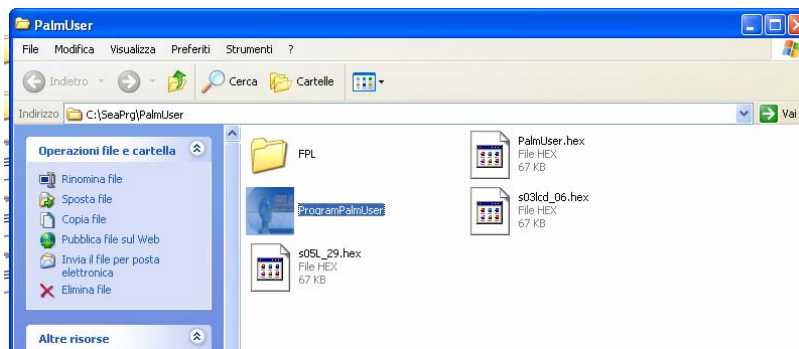 PalmUser
File Modifica Visualizza Preferiti Strumenti ?
Indietro Cerca Cartelle
Indirizzo C:\SeaPrg\PalmUser Vai
Operazioni file e cartella
Rinomina file
Sposta file
Copia file
Pubblica file sul Web
Invia il file per posta
elettronica
Elimina file
Altre risorse
FPL
PalmUser.hex
File HEX
67 KB
ProgramPalmUser
s03lcd_06.hex
File HEX
67 KB
s05L_29.hex
File HEX
67 KB